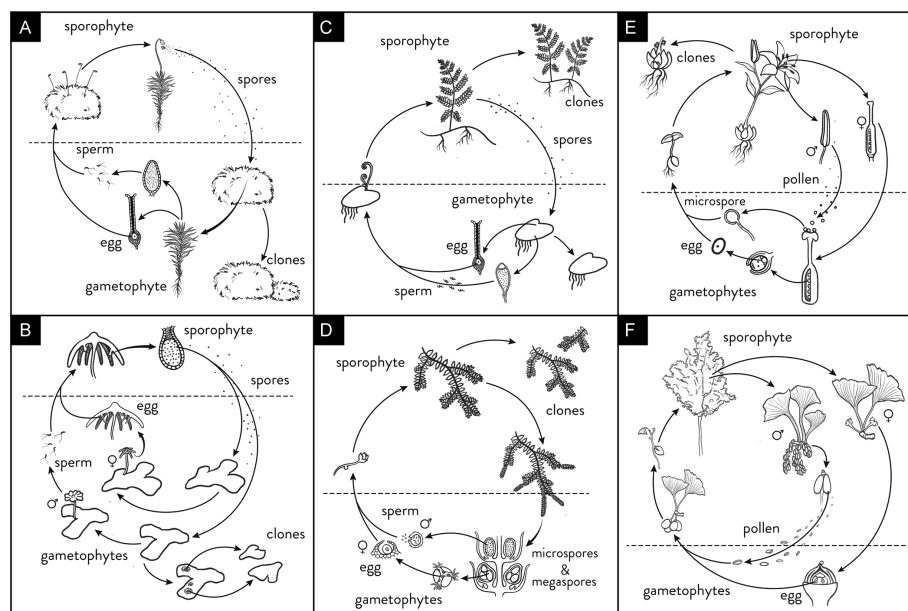 A
sporophyte
spores
sperm
egg
gametophyte
clones
B
sporophyte
spores
egg
♀
sperm
♂
gametophytes
clones
C
sporophyte
clones
spores
gametophyte
egg
sperm
D
sporophyte
clones
sperm
♂
♀
egg
microspores
&
megaspores
gametophytes
E
sporophyte
clones
♀
♂
pollen
microspore
egg
gametophytes
F
sporophyte
♂
♀
pollen
gametophytes
egg